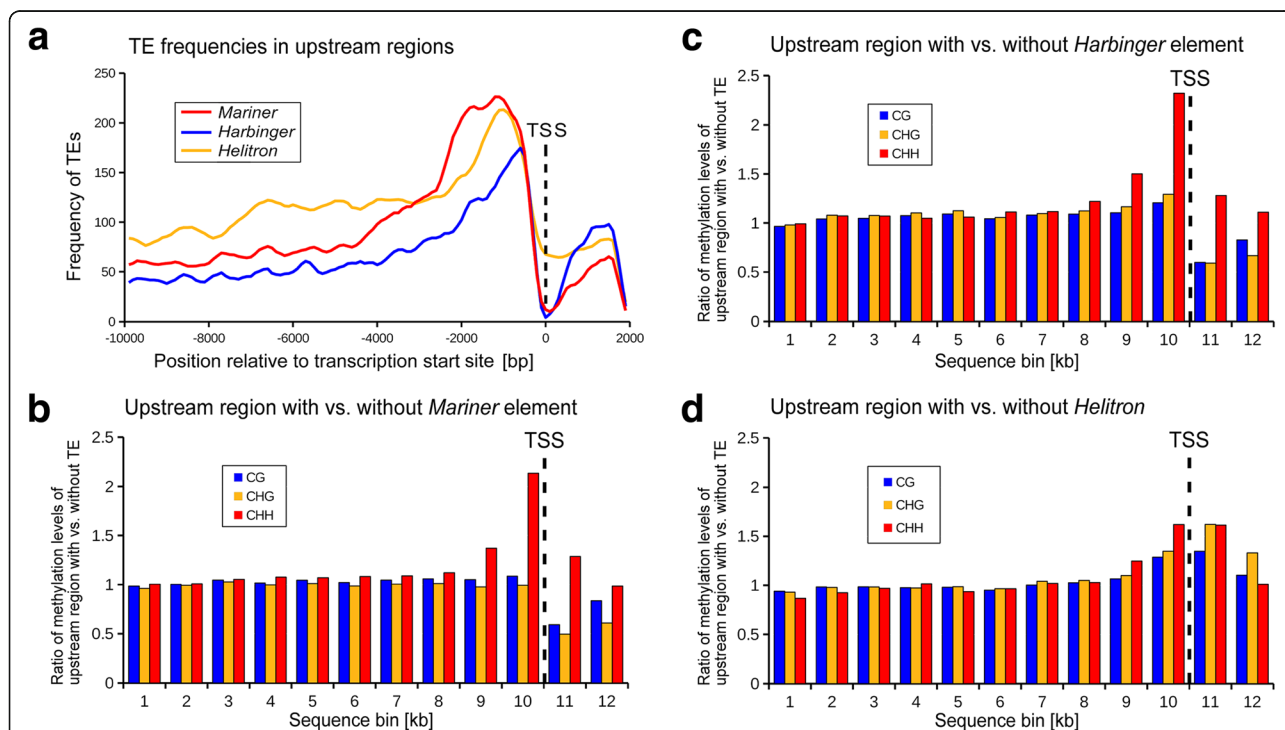 a
TE frequencies in upstream regions
250
200
150
100
50
0
Frequency of TEs
Mariner
Harbinger
Helitron
TSS
-10000 -8000 -6000 -4000 -2000 0 2000
Position relative to transcription start site [bp]
b
Upstream region with vs. without Mariner element
2.5
2
1.5
1
0.5
0
Ratio of methylation levels of
upstream region with vs. without TE
CG
CHG
CHH
TSS
1 2 3 4 5 6 7 8 9 10 11 12
Sequence bin [kb]
c
Upstream region with vs. without Harbinger element
2.5
2
1.5
1
0.5
0
Ratio of methylation levels of
upstream region with vs. without TE
CG
CHG
CHH
TSS
1 2 3 4 5 6 7 8 9 10 11 12
Sequence bin [kb]
d
Upstream region with vs. without Helitron
2.5
2
1.5
1
0.5
0
Ratio of methylation levels of
upstream region with vs. without TE
CG
CHG
CHH
TSS
1 2 3 4 5 6 7 8 9 10 11 12
Sequence bin [kb]